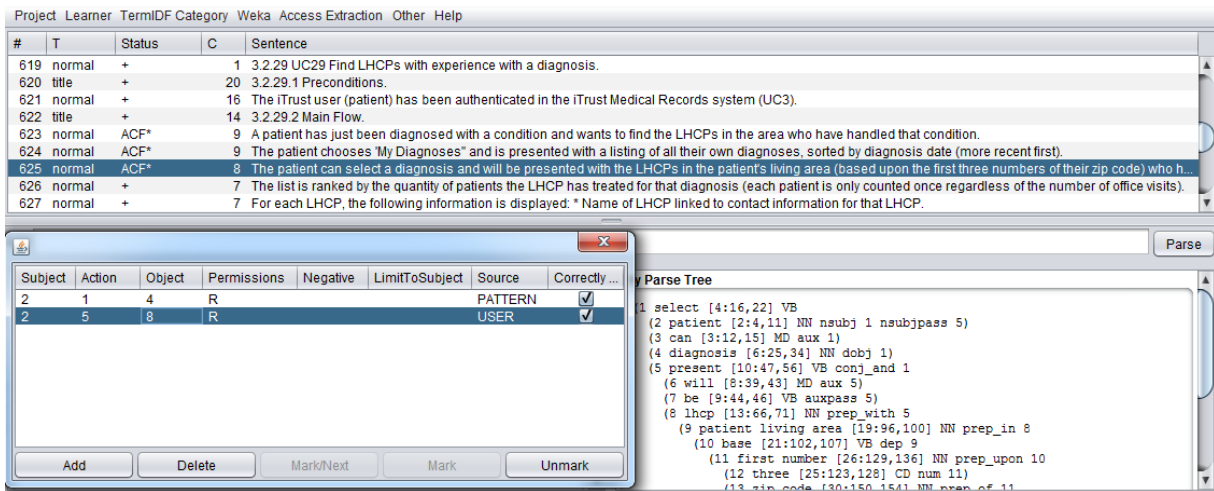 Project Learner TermIDF Category Weka Access Extraction Other Help
# T Status C Sentence
619 normal + 1 3.2.29 UC29 Find LHCPs with experience with a diagnosis.
620 title + 20 3.2.29.1 Preconditions.
621 normal + 16 The iTrust user (patient) has been authenticated in the iTrust Medical Records system (UC3).
622 title + 14 3.2.29.2 Main Flow.
623 normal ACF* 9 A patient has just been diagnosed with a condition and wants to find the LHCPs in the area who have handled that condition.
624 normal ACF* 9 The patient chooses 'My Diagnoses" and is presented with a listing of all their own diagnoses, sorted by diagnosis date (more recent first).
625 normal ACF* 8 The patient can select a diagnosis and will be presented with the LHCPs in the patient's living area (based upon the first three numbers of their zip code) who h...
626 normal + 7 The list is ranked by the quantity of patients the LHCP has treated for that diagnosis (each patient is only counted once regardless of the number of office visits).
627 normal + 7 For each LHCP, the following information is displayed: * Name of LHCP linked to contact information for that LHCP.
Parse
Subject Action Object Permissions Negative LimitToSubject Source Correctly ...
2 1 4 R PATTERN
2 5 8 R USER
Add Delete Mark/Next Mark Unmark
y Parse Tree
(1 select [4:16,22] VB
(2 patient [2:4,11] NN nsubj 1 nsubjpass 5)
(3 can [3:12,15] MD aux 1)
(4 diagnosis [6:25,34] NN dobj 1)
(5 present [10:47,56] VB conj_and 1
(6 will [8:39,43] MD aux 5)
(7 be [9:44,46] VB auxpass 5)
(8 lhcp [13:66,71] NN prep_with 5
(9 patient living area [19:96,100] NN prep_in 8
(10 base [21:102,107] VB dep 9
(11 first number [26:129,136] NN prep_upon 10
(12 three [25:123,128] CD num 11)
(13 zip code [30:150,154] NN prep_of 11